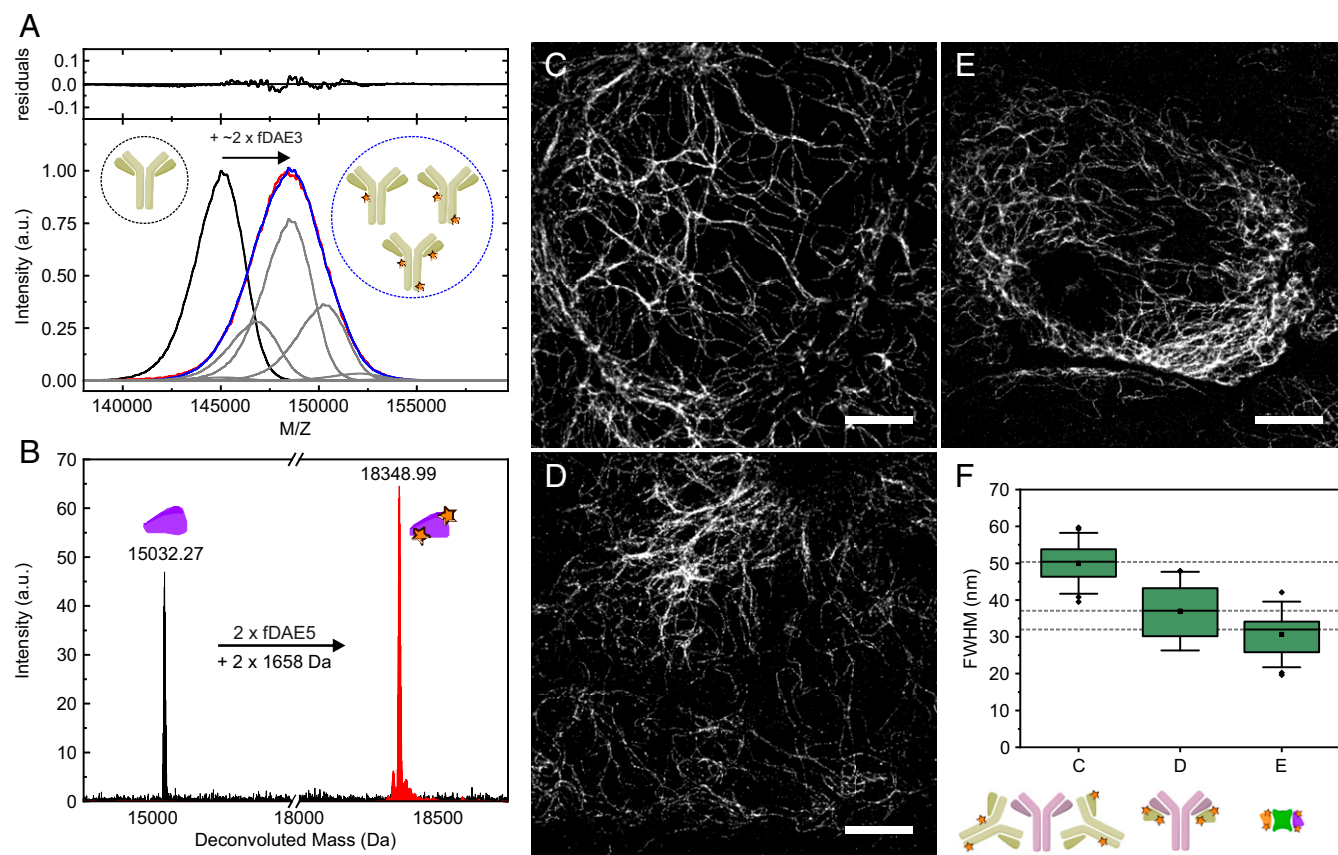 A
residuals
0.1
0.0
-0.1
+ ~2 x fDAE3
Intensity (a.u.)
1.00
0.75
0.50
0.25
0.00
140000 145000 150000 155000
M/Z
B
Intensity (a.u.)
70
60
50
40
30
20
10
0
15032.27
18348.99
2 x fDAE5
+ 2 x 1658 Da
15000 18000 18500
Deconvoluted Mass (Da)
C
D
E
F
FWHM (nm)
70
60
50
40
30
20
10
0
C D E